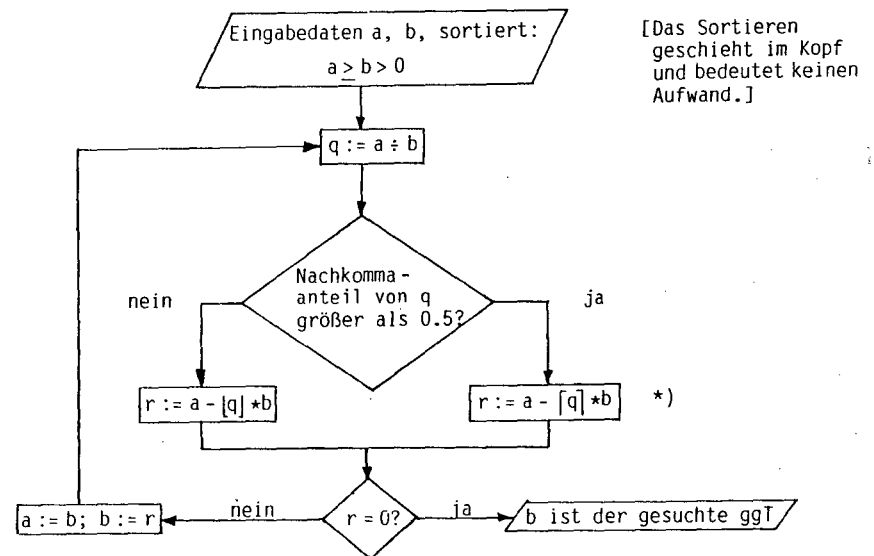 Eingabedaten a, b, sortiert:
a ≥ b > 0
[Das Sortieren
geschieht im Kopf
und bedeutet keinen
Aufwand.]
q := a ÷ b
Nachkomma-
anteil von q
größer als 0.5?
nein
ja
r := a - ⌊q⌋ *b
r := a - ⌈q⌉ *b
*)
r = 0?
nein
ja
a := b; b := r
b ist der gesuchte ggT